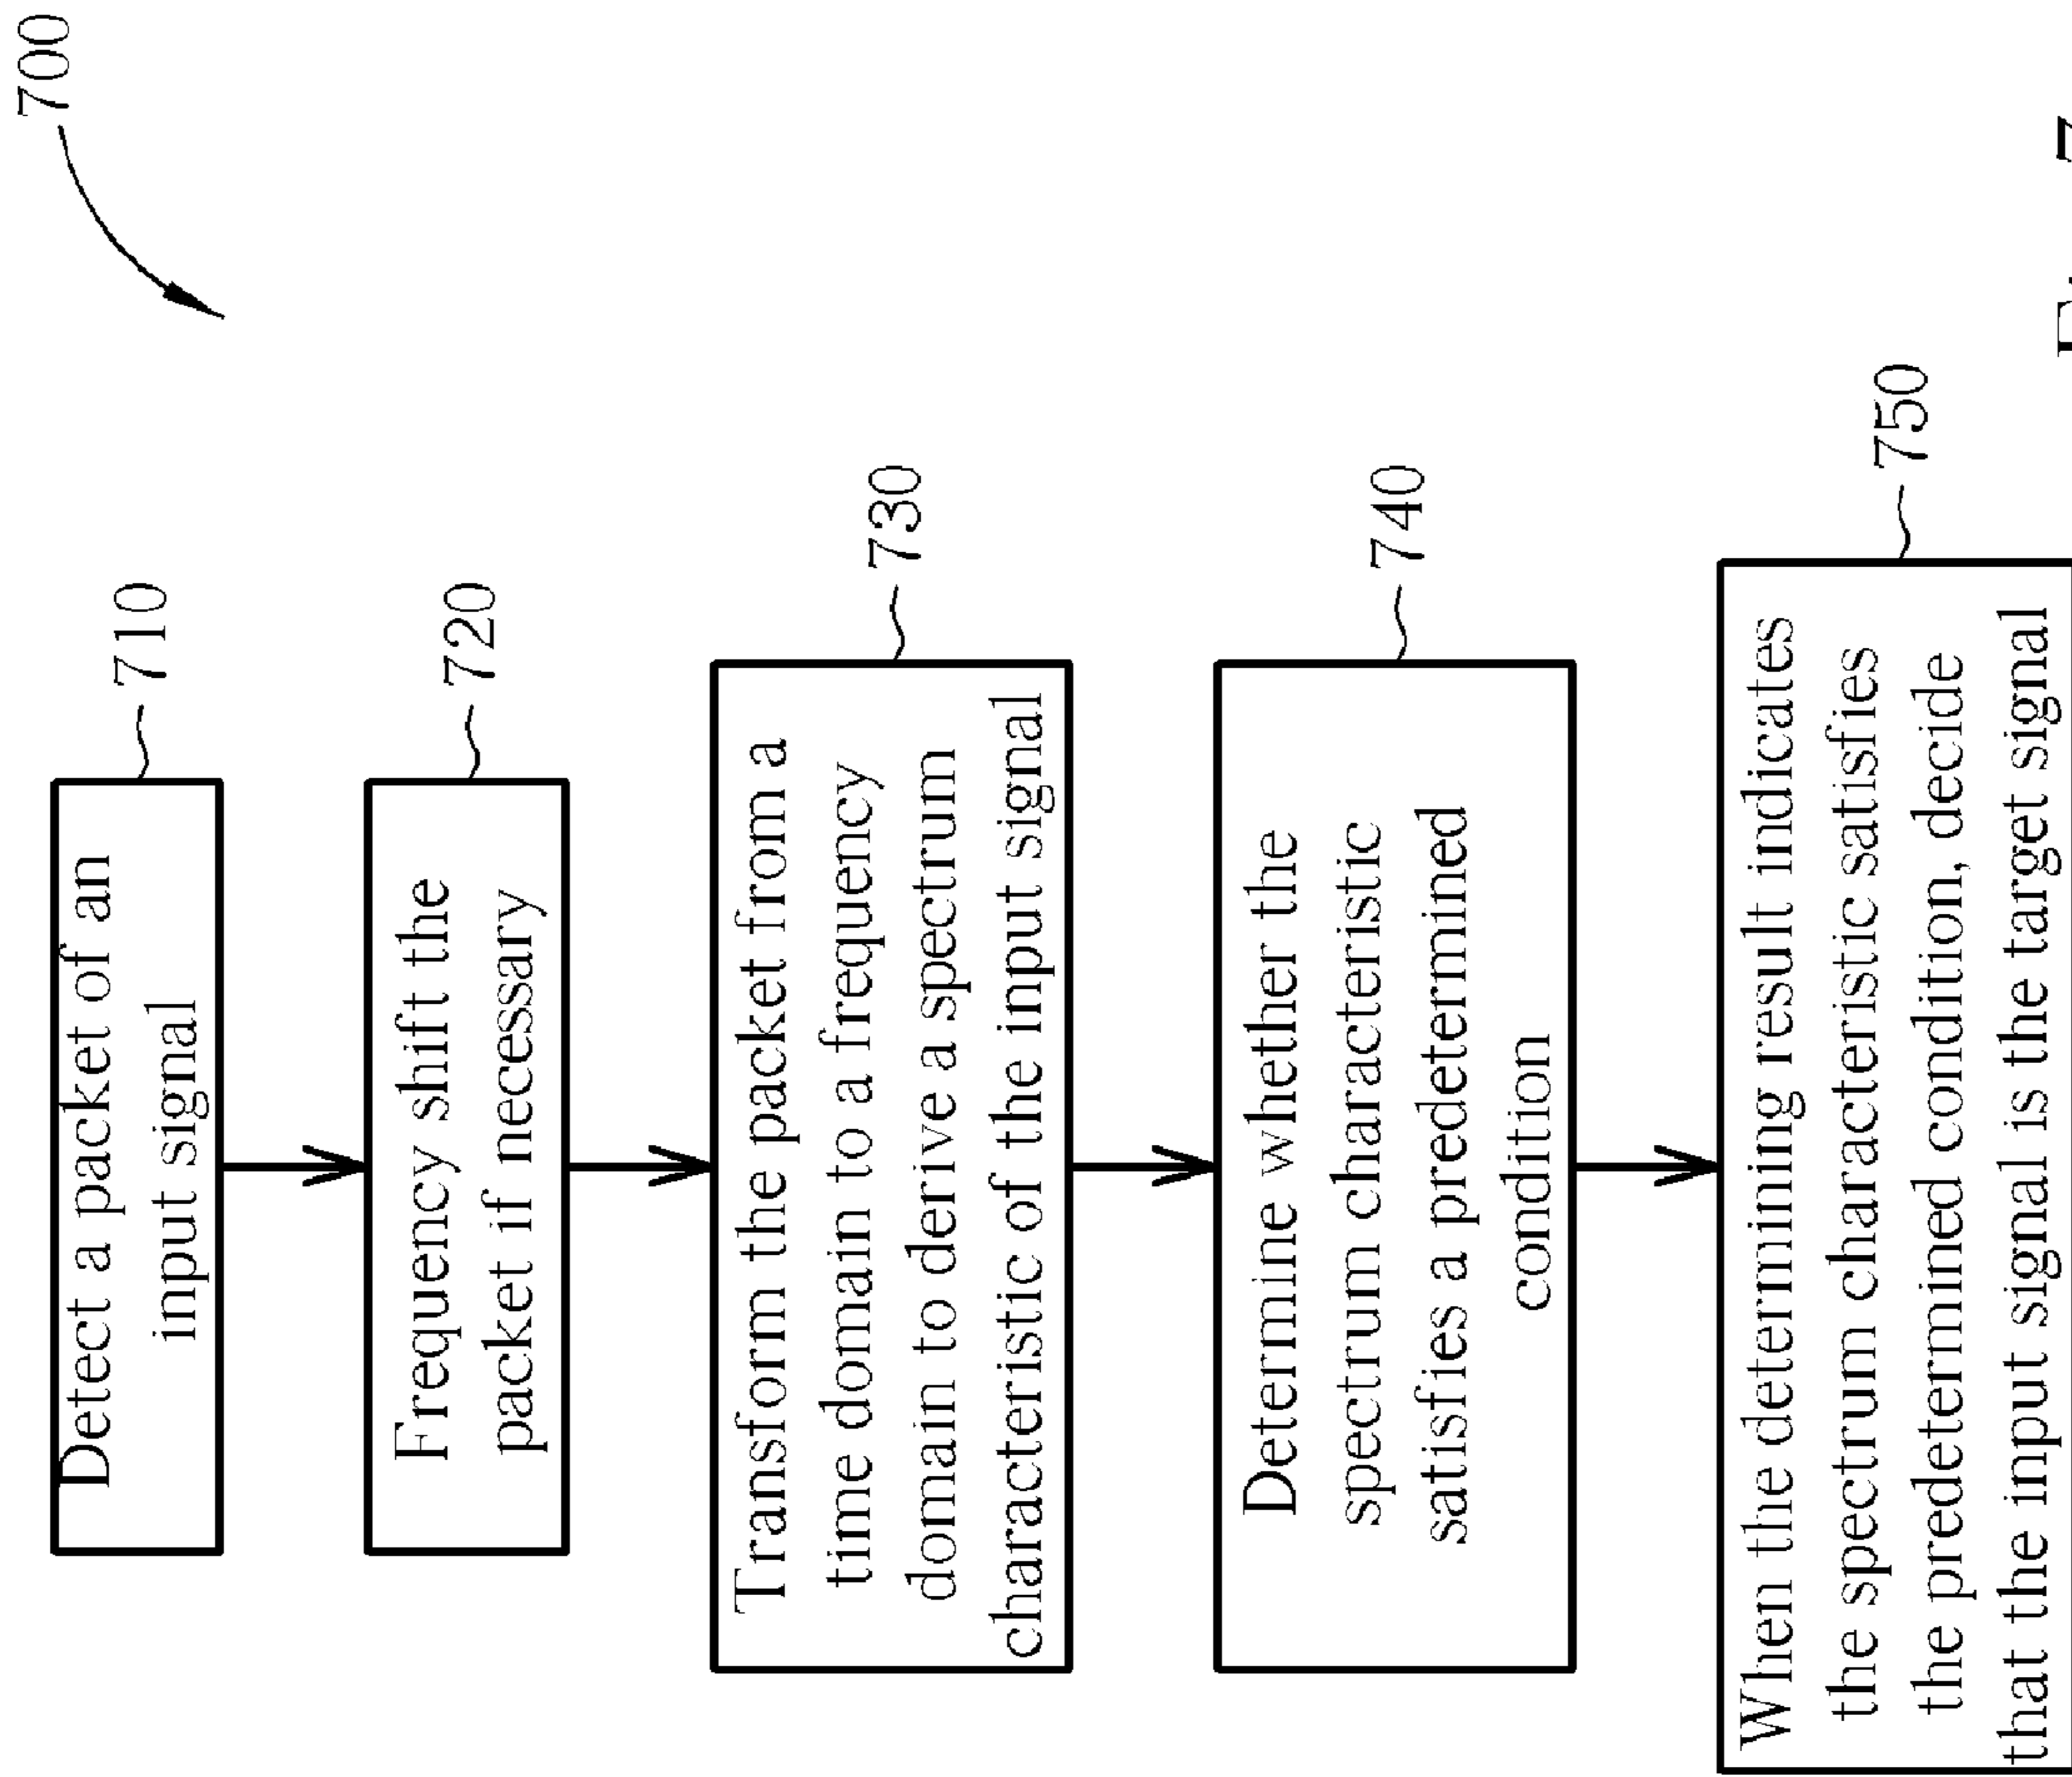 700
Detect a packet of an
input signal
710
Frequency shift the
packet if necessary
720
Transform the packet from a
time domain to a frequency
domain to derive a spectrum
characteristic of the input signal
730
Determine whether the
spectrum characteristic
satisfies a predetermined
condition
740
When the determining result indicates
the spectrum characteristic satisfies
the predetermined condition, decide
that the input signal is the target signal
750